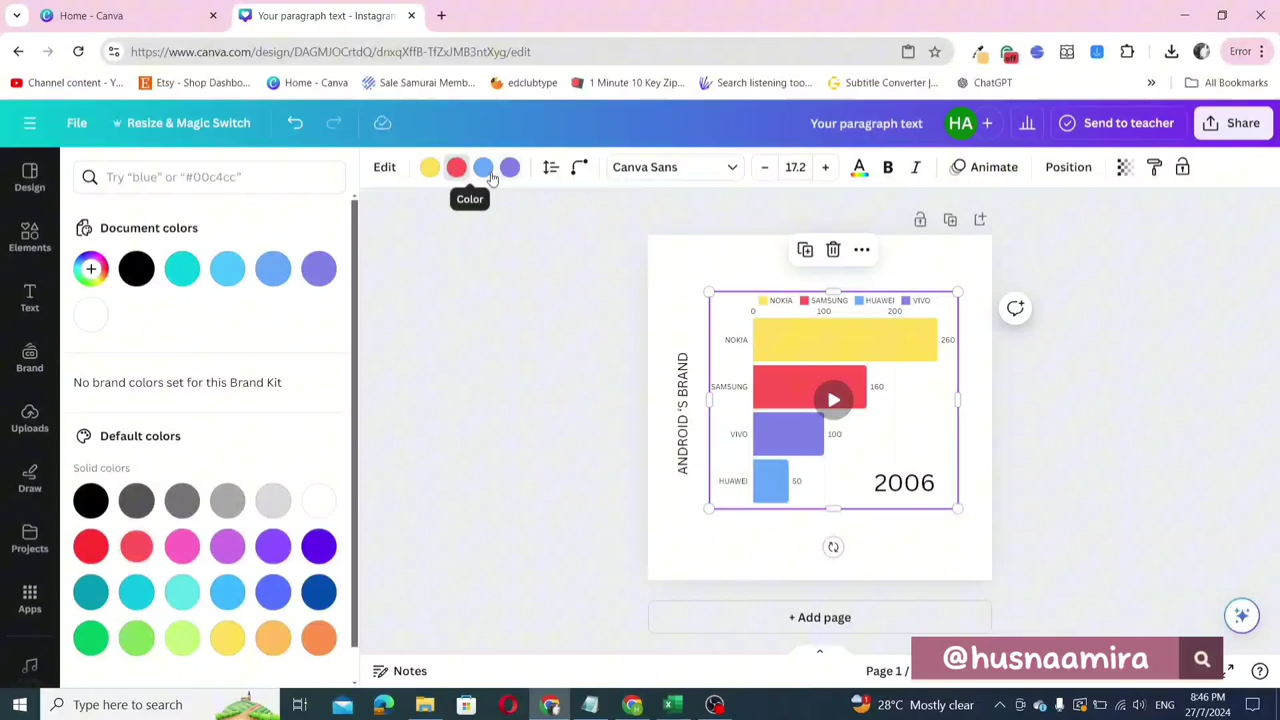 Home - Canva
Your paragraph text - Instagram
https://www.canva.com/design/DAGMJOCrtdQ/dnxqXffB-TfZxJMB3ntXyg/edit
off
Error
Channel content - Y...
Etsy - Shop Dashbo...
Home - Canva
Sale Samurai Memb...
edclubtype
1 Minute 10 Key Zip...
Search listening too...
Subtitle Converter |...
ChatGPT
»
All Bookmarks
File
Resize & Magic Switch
Your paragraph text
HA
+
Send to teacher
Share
Design
Elements
Text
Brand
Uploads
Draw
Projects
Apps
Try “blue” or “#00c4cc”
Document colors
No brand colors set for this Brand Kit
Default colors
Solid colors
Edit
Color
Canva Sans
– 17.2 +
A B I
Animate
Position
NOKIA SAMSUNG HUAWEI VIVO
0 100 200
NOKIA 260
SAMSUNG 160
VIVO 100
HUAWEI 50
ANDROID 'S BRAND
2006
+ Add page
Notes
Page 1 /
@husnaamira
Type here to search
1
28°C Mostly clear
8:46 PM
27/7/2024